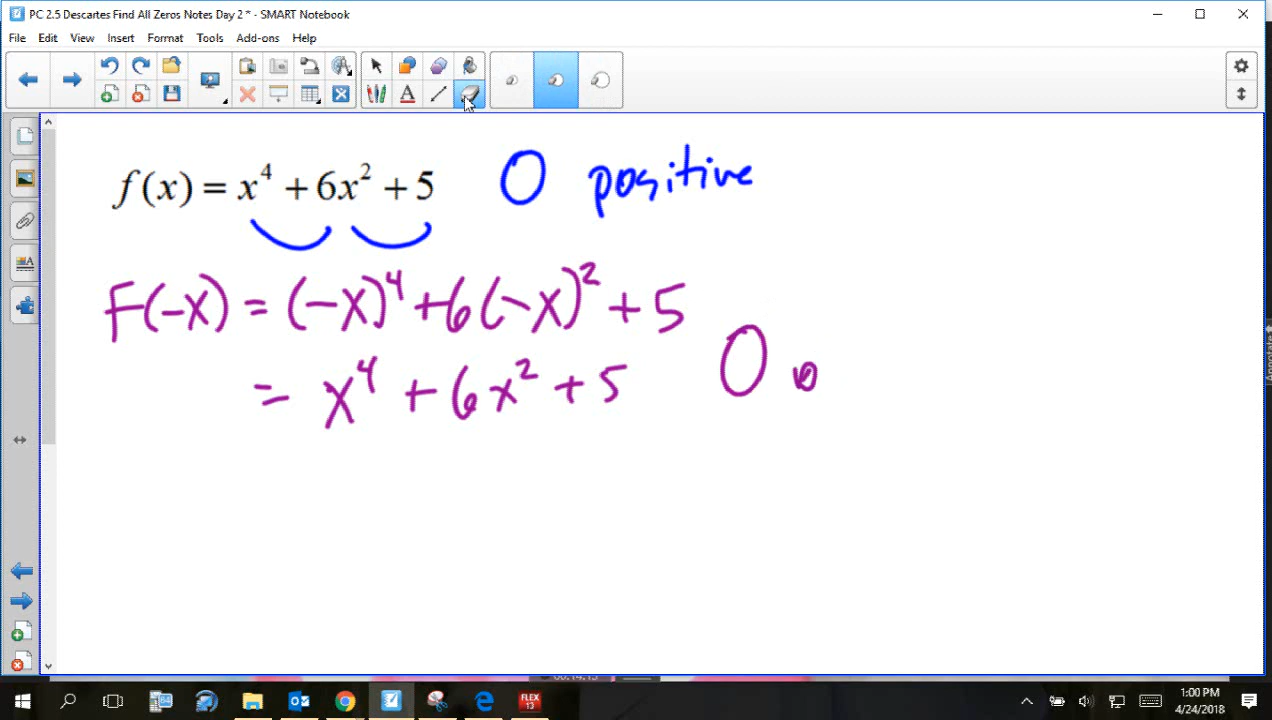 PC 2.5 Descartes Find All Zeros Notes Day 2 * - SMART Notebook
File Edit View Insert Format Tools Add-ons Help
f(x) = x⁴ + 6x² + 5 0 positive
F(-x) = (-x)⁴ + 6(-x)² + 5
= x⁴ + 6x² + 5 0
FLEX 13
1:00 PM
4/24/2018